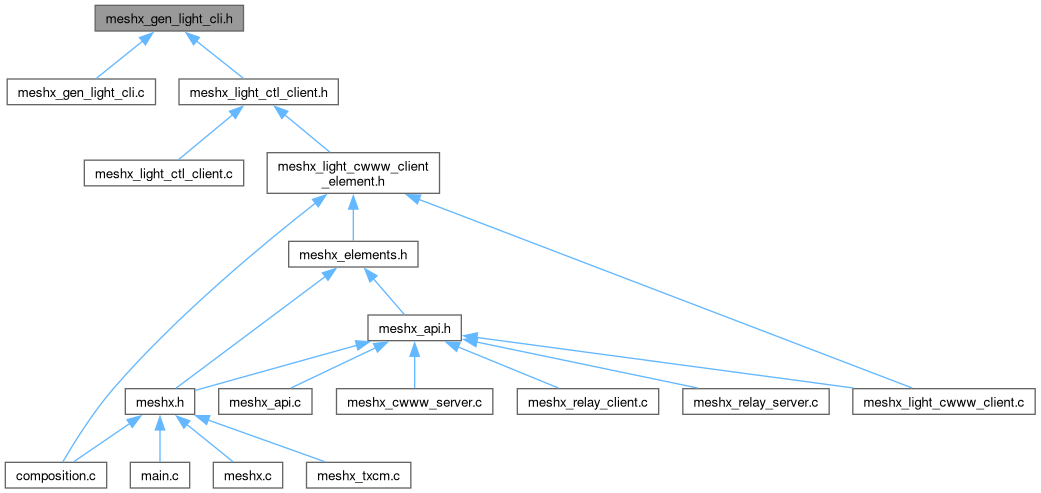 meshx_gen_light_cli.h
meshx_gen_light_cli.c
meshx_light_ctl_client.h
meshx_light_ctl_client.c
meshx_light_cwww_client
_element.h
meshx_elements.h
meshx_api.h
meshx.h
meshx_api.c
meshx_cwww_server.c
meshx_relay_client.c
meshx_relay_server.c
meshx_light_cwww_client.c
composition.c
main.c
meshx.c
meshx_txcm.c